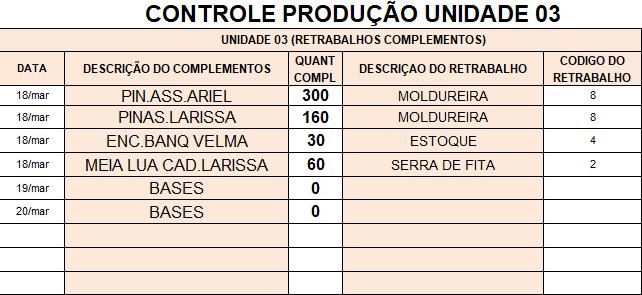 CONTROLE PRODUÇÃO UNIDADE 03
UNIDADE 03 (RETRABALHOS COMPLEMENTOS)
DATA DESCRIÇÃO DO COMPLEMENTOS QUANT COMPL DESCRIÇAO DO RETRABALHO CODIGO DO RETRABALHO
18/mar PIN.ASS.ARIEL 300 MOLDUREIRA 8
18/mar PINAS.LARISSA 160 MOLDUREIRA 8
18/mar ENC.BANQ VELMA 30 ESTOQUE 4
18/mar MEIA LUA CAD.LARISSA 60 SERRA DE FITA 2
19/mar BASES 0
20/mar BASES 0